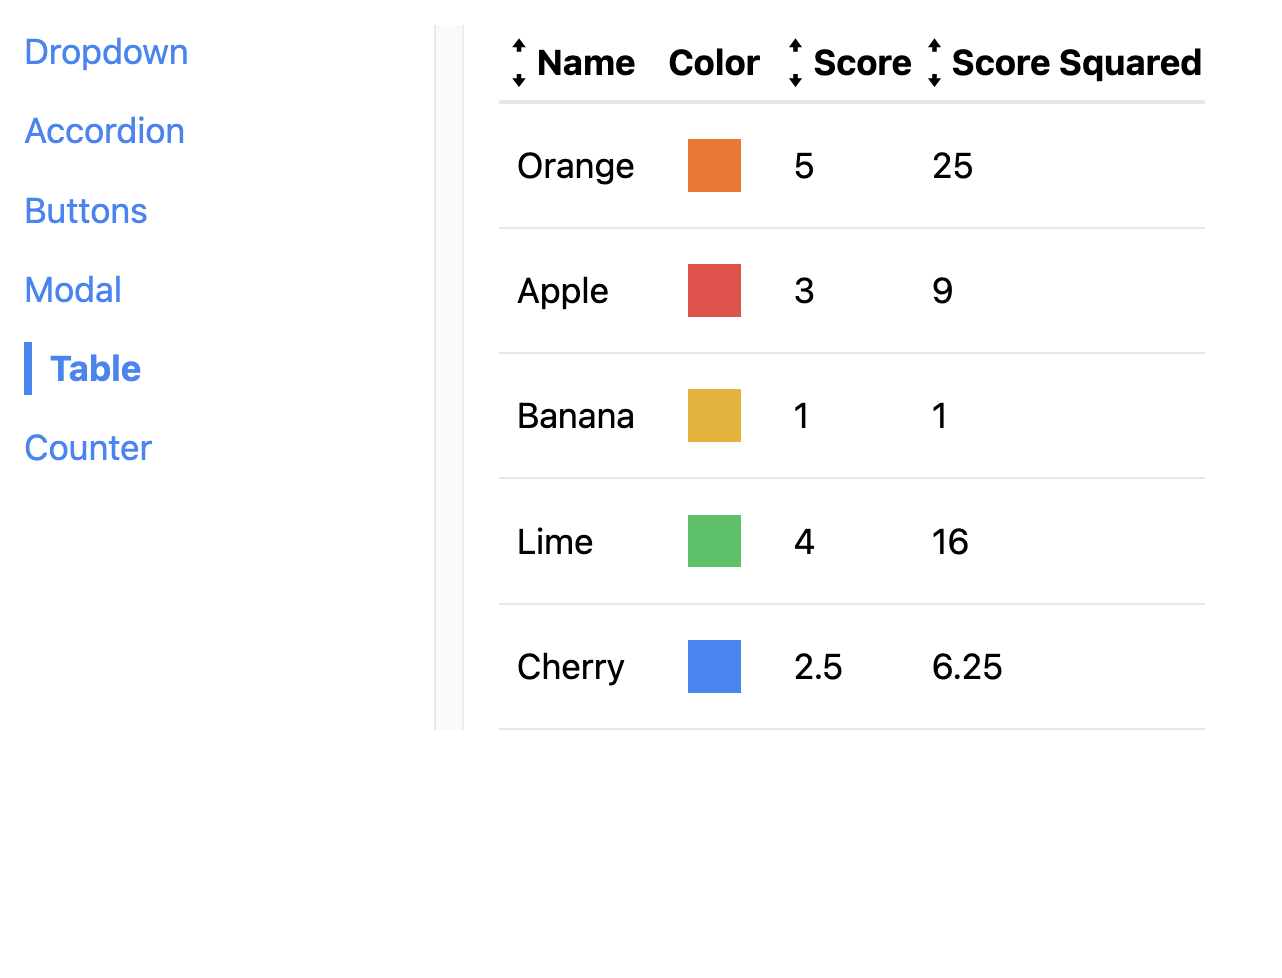 Dropdown
Accordion
Buttons
Modal
Table
Counter
Name Color Score Score Squared
Orange 5 25
Apple 3 9
Banana 1 1
Lime 4 16
Cherry 2.5 6.25